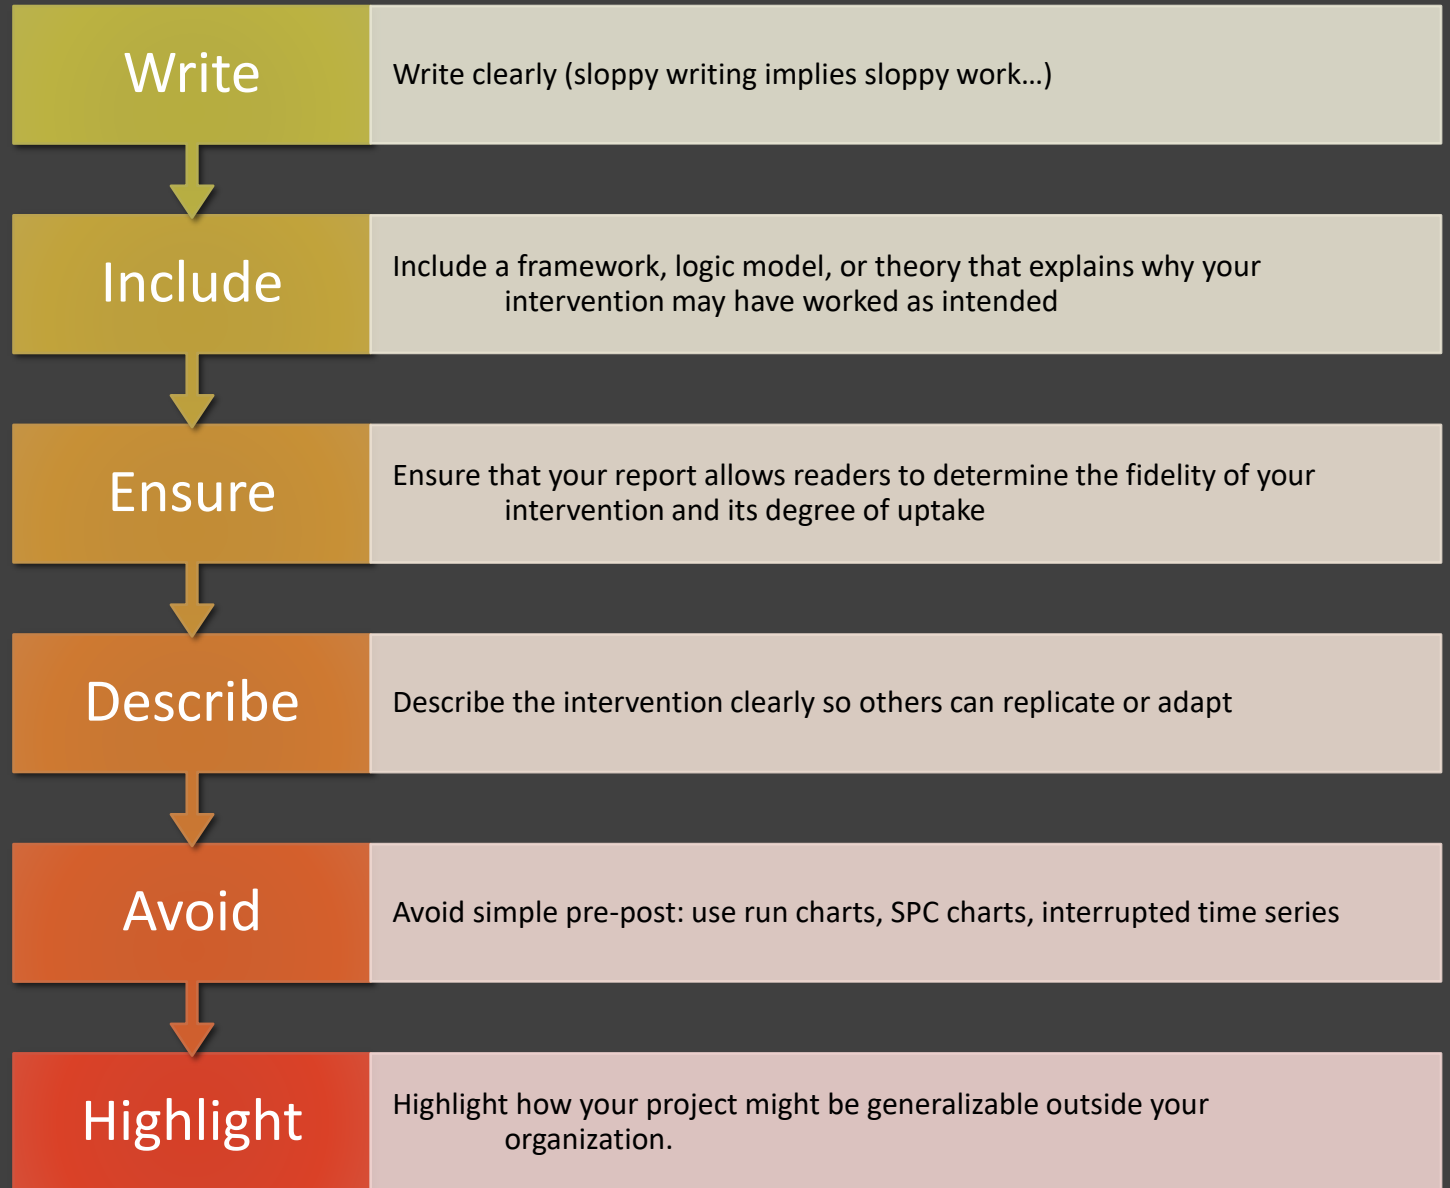 Write
Write clearly (sloppy writing implies sloppy work...)
Include
Include a framework, logic model, or theory that explains why your
intervention may have worked as intended
Ensure
Ensure that your report allows readers to determine the fidelity of your
intervention and its degree of uptake
Describe
Describe the intervention clearly so others can replicate or adapt
Avoid
Avoid simple pre-post: use run charts, SPC charts, interrupted time series
Highlight
Highlight how your project might be generalizable outside your
organization.